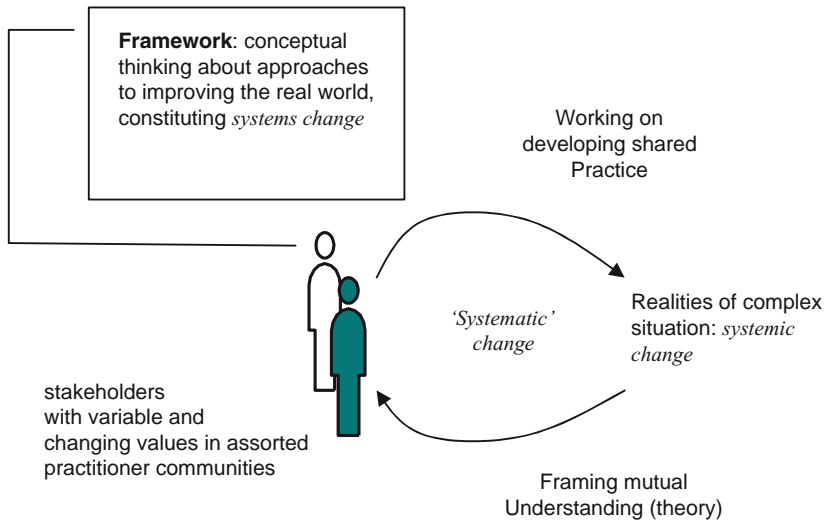 Framework: conceptual
thinking about approaches
to improving the real world,
constituting systems change
Working on
developing shared
Practice
Realities of complex
situation: systemic
change
‘Systematic’
change
stakeholders
with variable and
changing values in assorted
practitioner communities
Framing mutual
Understanding (theory)